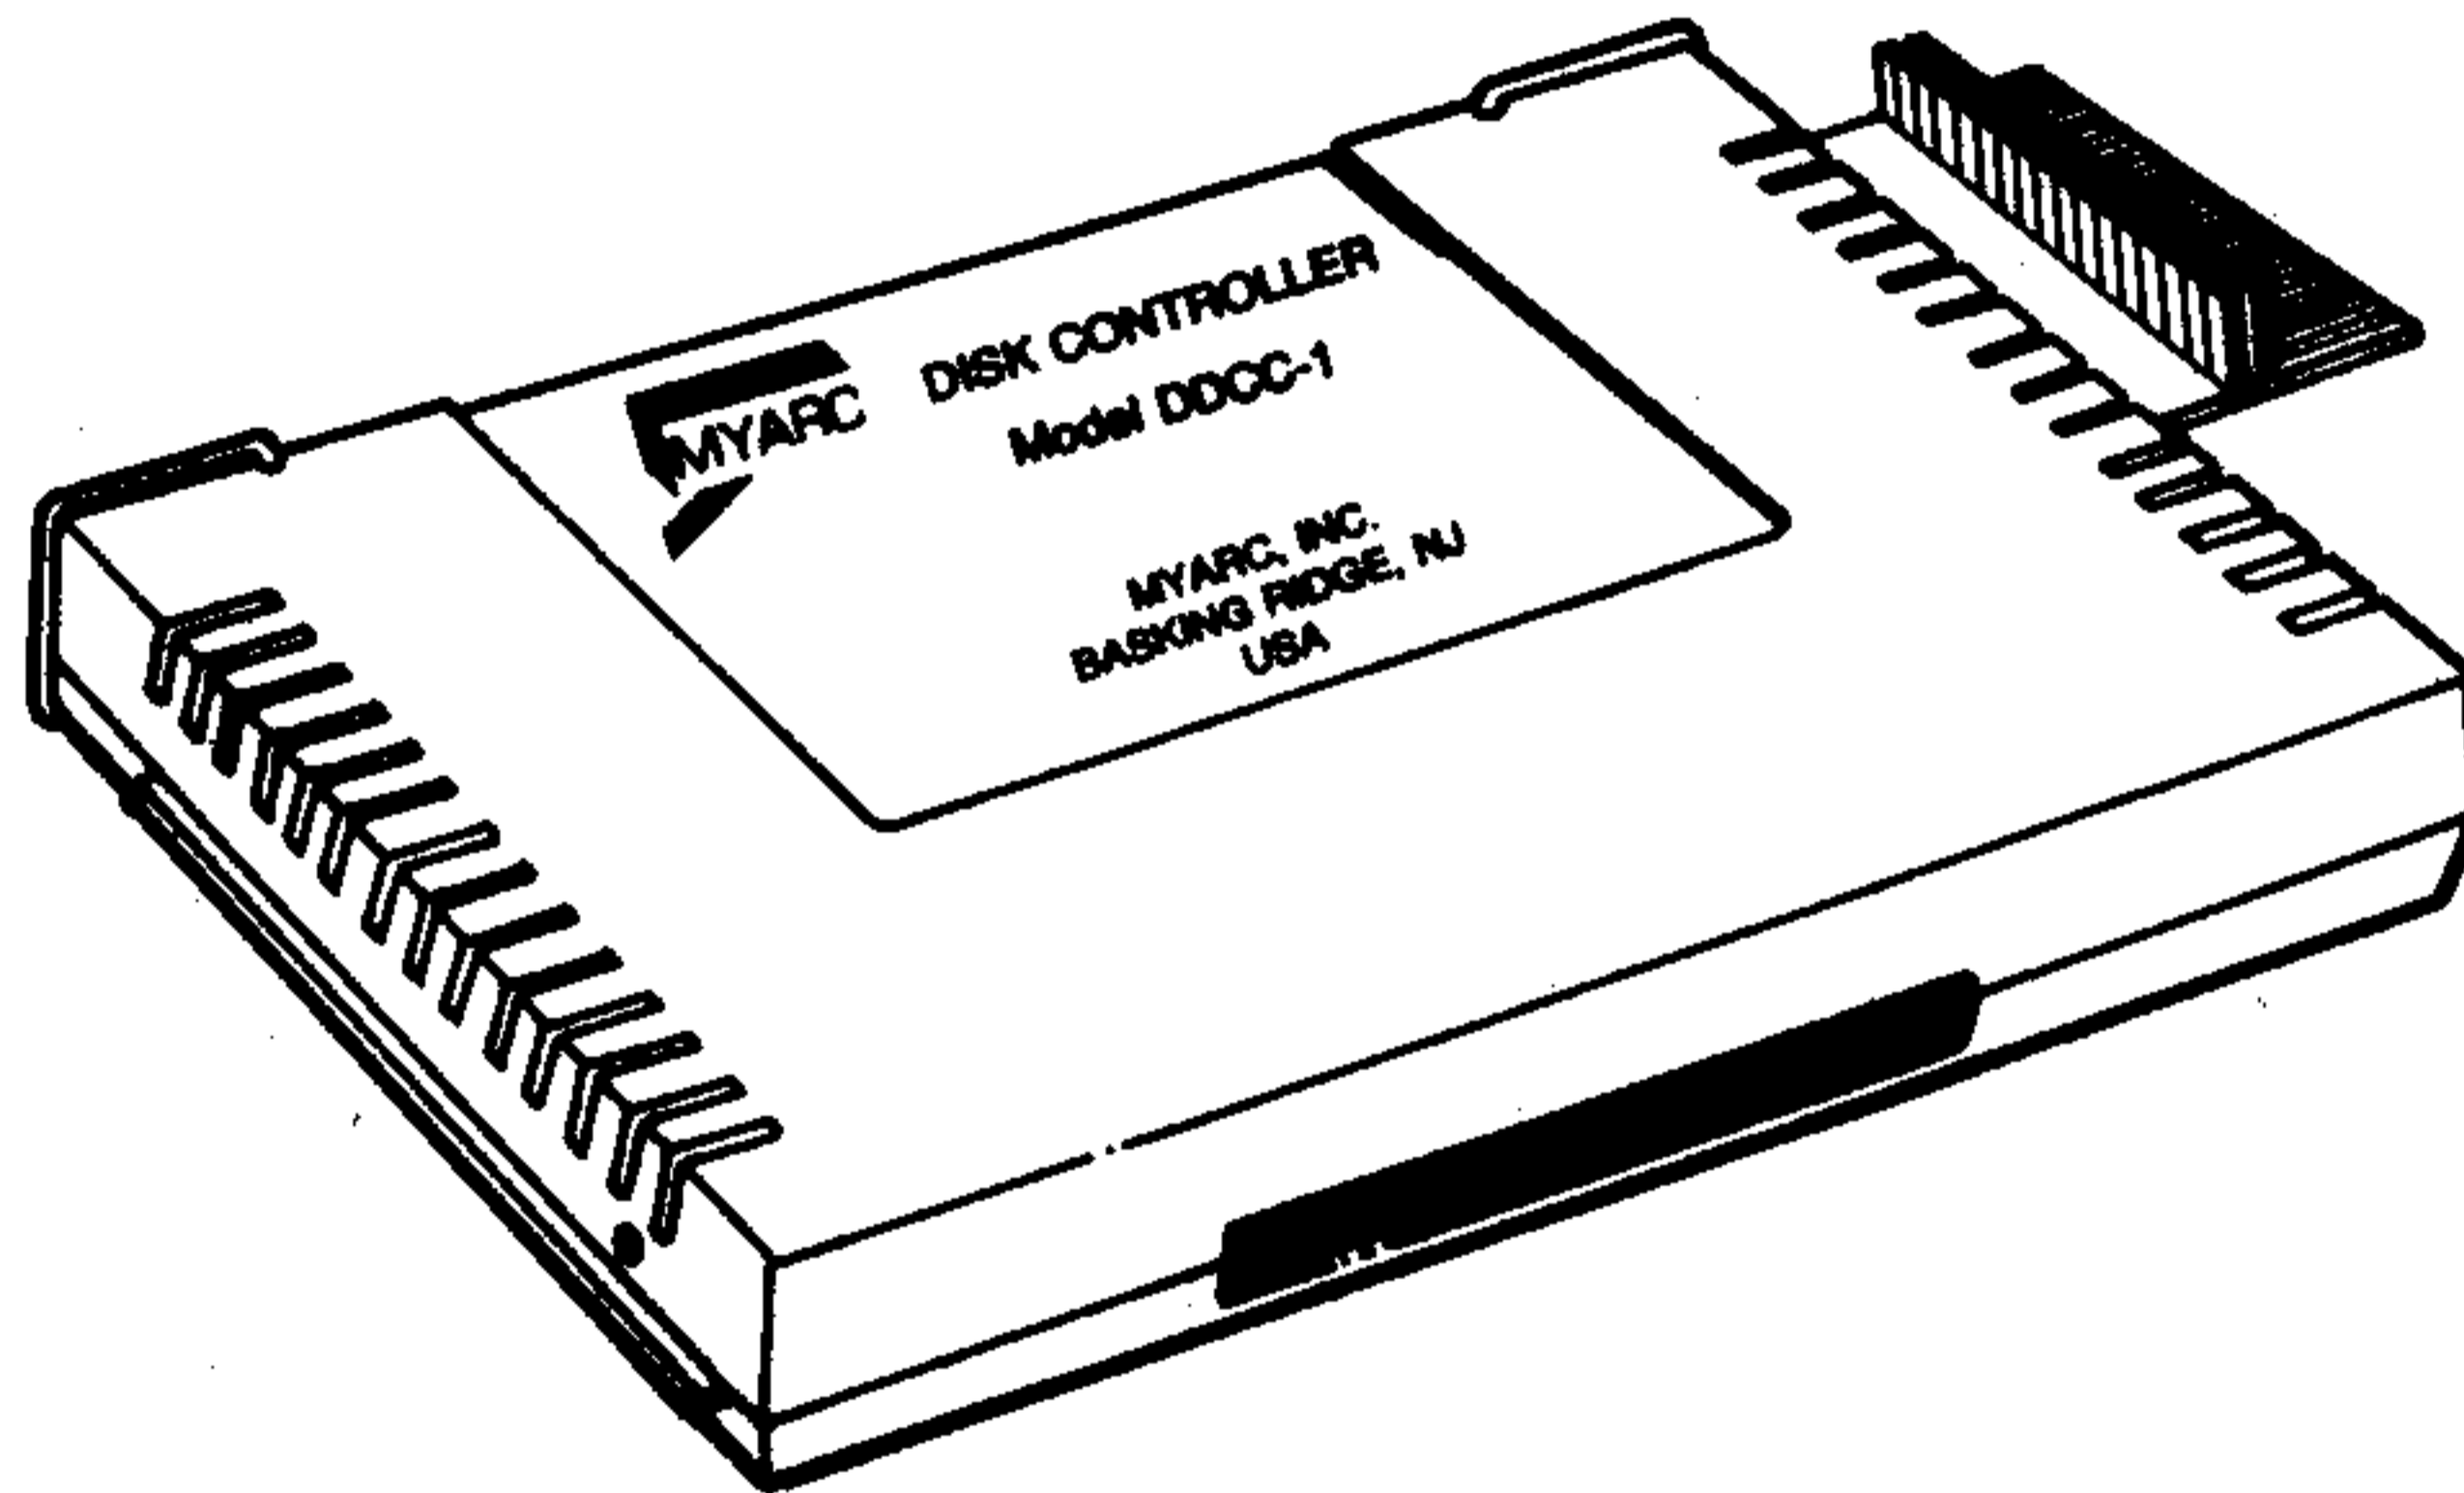 MYARC
DISK CONTROLLER
Model DDCC-1
MYARC, INC.
BASKING RIDGE, NJ
USA